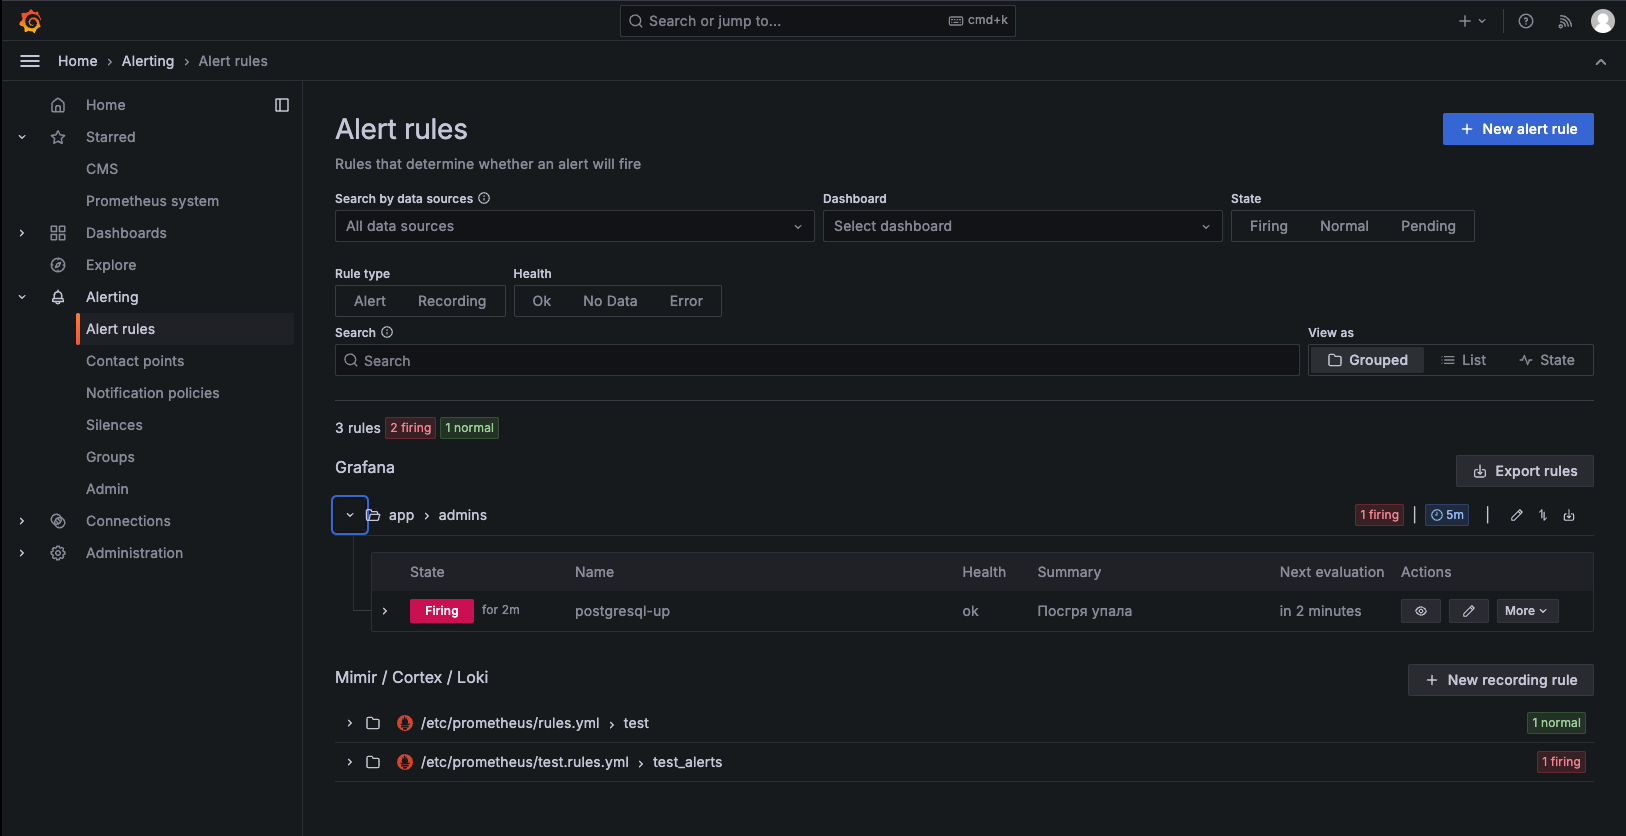 Search or jump to...
cmd+k
Home › Alerting › Alert rules
Home
Starred
CMS
Prometheus system
Dashboards
Explore
Alerting
Alert rules
Contact points
Notification policies
Silences
Groups
Admin
Connections
Administration
Alert rules
New alert rule
Rules that determine whether an alert will fire
Search by data sources
Dashboard
State
All data sources
Select dashboard
Firing Normal Pending
Rule type
Health
Alert Recording
Ok No Data Error
Search
View as
Search
Grouped List State
3 rules 2 firing 1 normal
Grafana
Export rules
app › admins
1 firing | 5m |
State Name Health Summary Next evaluation Actions
Firing for 2m postgresql-up ok Посгря упала in 2 minutes More
Mimir / Cortex / Loki
New recording rule
/etc/prometheus/rules.yml › test
1 normal
/etc/prometheus/test.rules.yml › test_alerts
1 firing